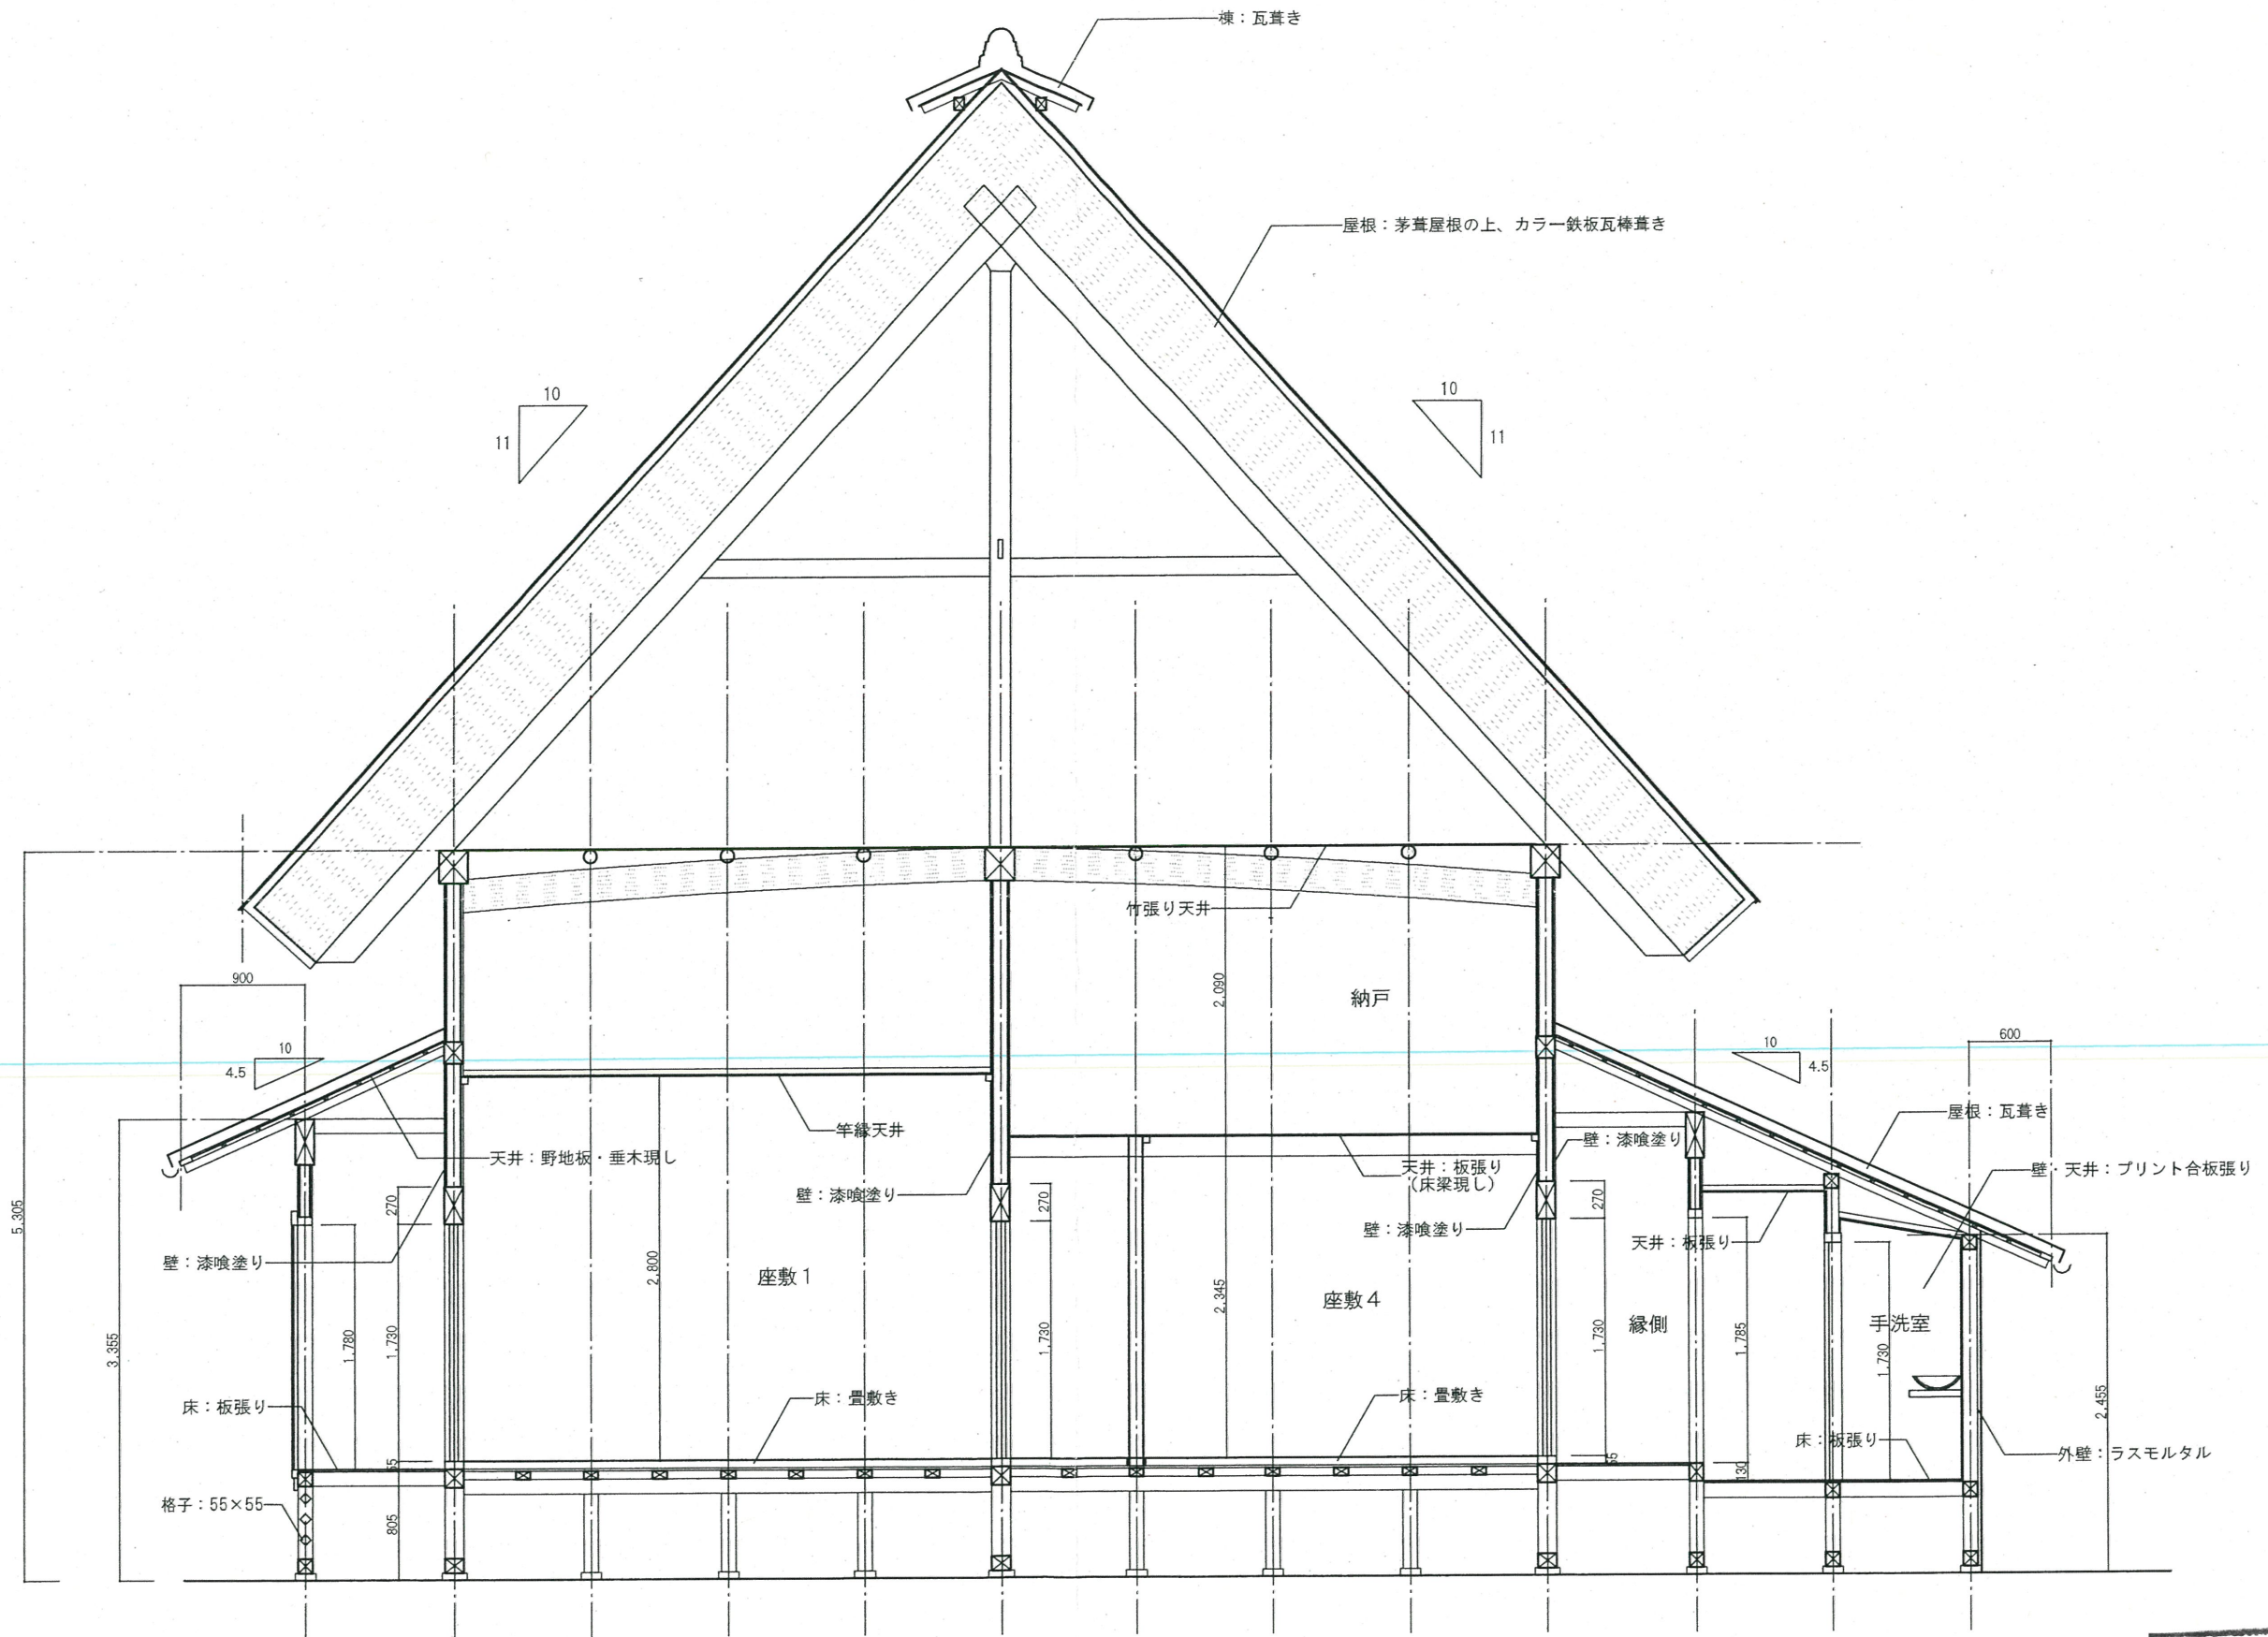 棟：瓦葺き
屋根：茅葺屋根の上、カラー鉄板瓦棒葺き
10
11
10
11
竹張り天井
2,090
納戸
900
10
4.5
600
10
4.5
屋根：瓦葺き
竿縁天井
天井：野地板・垂木現し
天井：板張り
（床梁現し）
壁：漆喰塗り
壁・天井：プリント合板張り
壁：漆喰塗り
270
270
270
壁：漆喰塗り
天井：板張り
壁：漆喰塗り
5,305
3,355
1,780
1,730
2,800
座敷１
1,730
2,345
座敷４
1,730
縁側
1,785
手洗室
1,730
2,455
床：板張り
床：畳敷き
床：畳敷き
床：板張り
外壁：ラスモルタル
55
55
130
格子：55×55
805